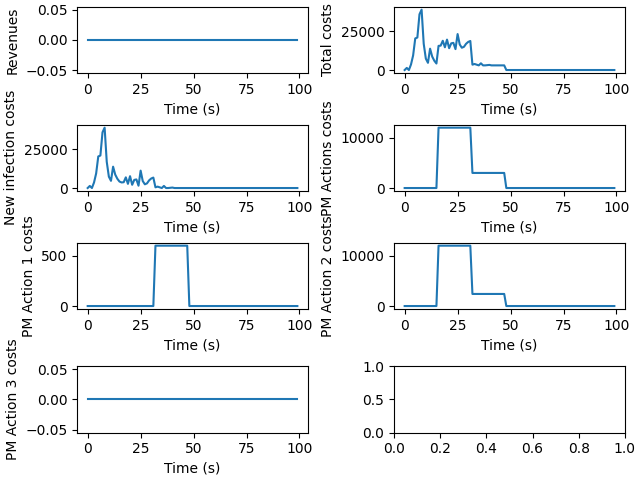 Revenues
0.05
0.00
−0.05
0 25 50 75 100
Time (s)
Total costs
25000
0
0 25 50 75 100
Time (s)
New infection costs
25000
0
0 25 50 75 100
Time (s)
PM Actions costs
10000
0
0 25 50 75 100
Time (s)
PM Action 1 costs
500
0
0 25 50 75 100
Time (s)
PM Action 2 costs
10000
0
0 25 50 75 100
Time (s)
PM Action 3 costs
0.05
0.00
−0.05
0 25 50 75 100
Time (s)
1.0
0.5
0.0
0.0 0.2 0.4 0.6 0.8 1.0